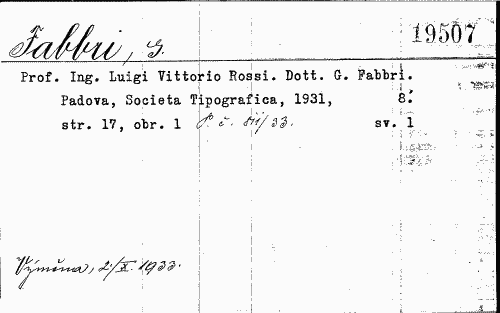 Fabbri, G.
19507
Prof. Ing. Luigi Vittorio Rossi. Dott. G. Fabbri.
Padova, Societa Tipografica, 1931, 8.
str. 17, obr. 1 P. č. /33. sv. 1
Výměna, 2/X. 1933.